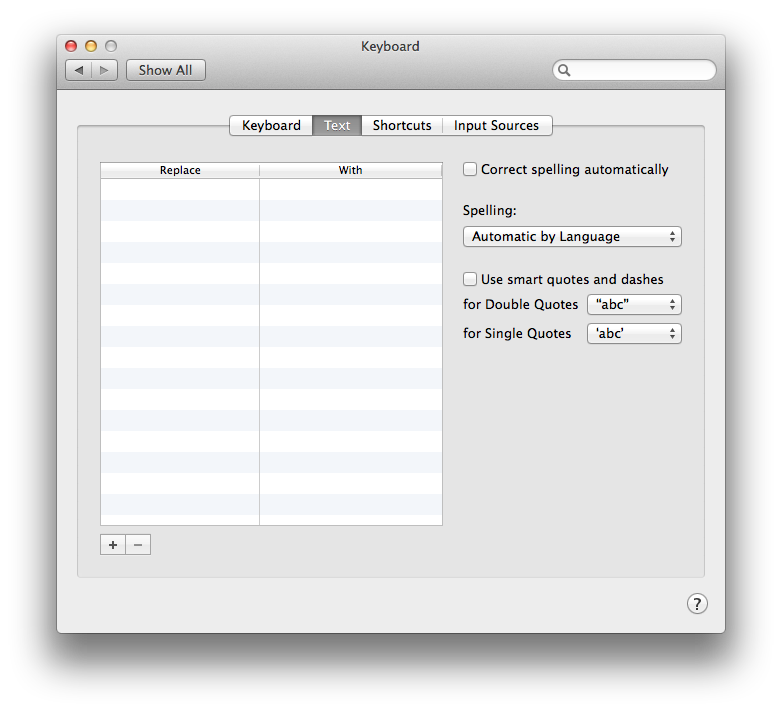 Keyboard
Show All
Keyboard Text Shortcuts Input Sources
Replace With
Correct spelling automatically
Spelling:
Automatic by Language
Use smart quotes and dashes
for Double Quotes “abc”
for Single Quotes 'abc'
+ −
?